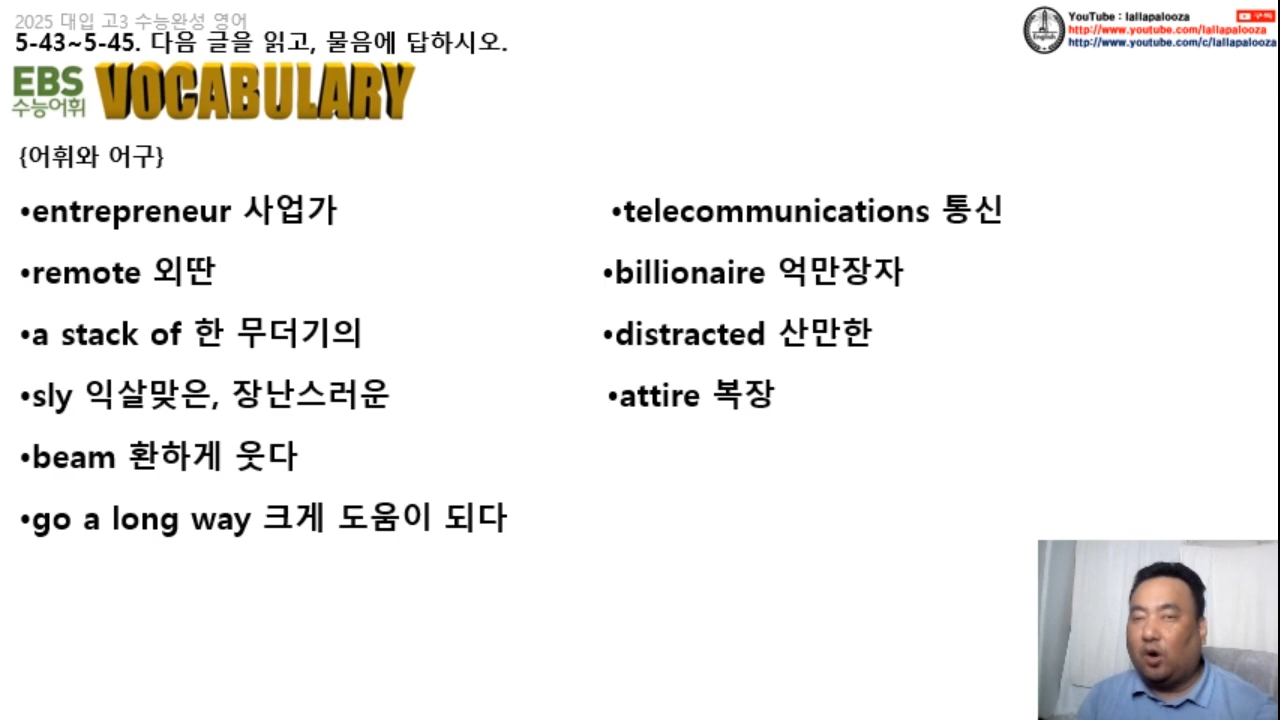 2025 대입 고3 수능완성 영어
5-43~5-45. 다음 글을 읽고, 물음에 답하시오.
EBS
수능어휘
VOCABULARY
{어휘와 어구}
•entrepreneur 사업가
•remote 외딴
•a stack of 한 무더기의
•sly 익살맞은, 장난스러운
•beam 환하게 웃다
•go a long way 크게 도움이 되다
•telecommunications 통신
•billionaire 억만장자
•distracted 산만한
•attire 복장
English
YouTube : lallapalooza
구독
http://www.youtube.com/lallapalooza
http://www.youtube.com/c/lallapalooza